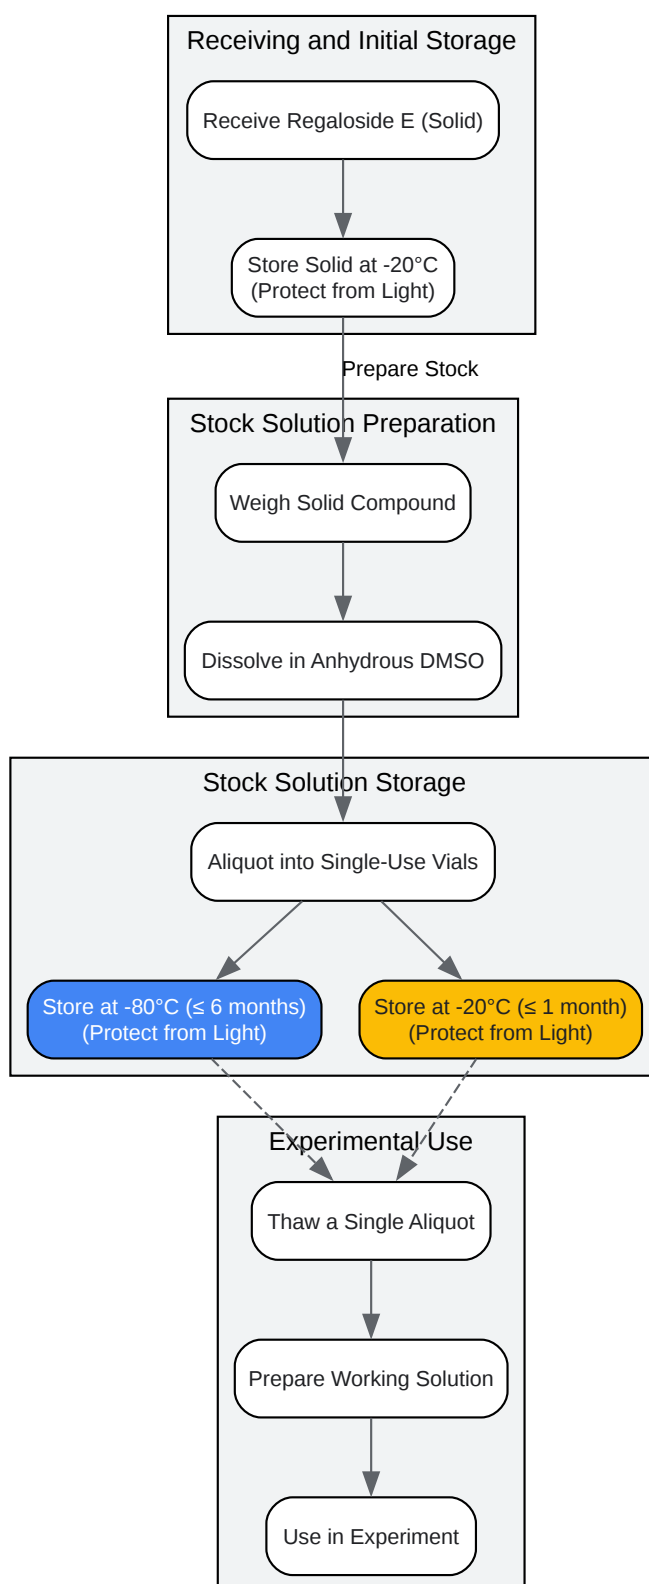 Receiving and Initial Storage
Receive Regaloside E (Solid)
Store Solid at -20°C
(Protect from Light)
Prepare Stock
Stock Solution Preparation
Weigh Solid Compound
Dissolve in Anhydrous DMSO
Stock Solution Storage
Aliquot into Single-Use Vials
Store at -80°C (≤ 6 months)
(Protect from Light)
Store at -20°C (≤ 1 month)
(Protect from Light)
Experimental Use
Thaw a Single Aliquot
Prepare Working Solution
Use in Experiment